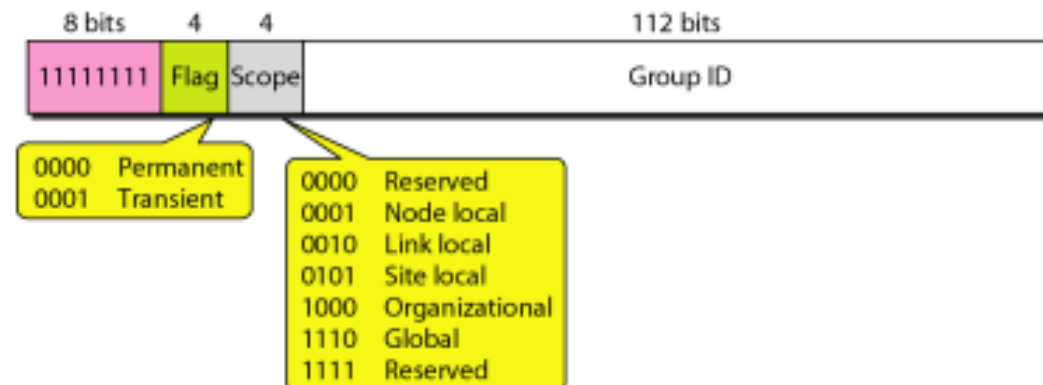 8 bits 4 4 112 bits
11111111 Flag Scope Group ID
0000 Permanent
0001 Transient
0000 Reserved
0001 Node local
0010 Link local
0101 Site local
1000 Organizational
1110 Global
1111 Reserved